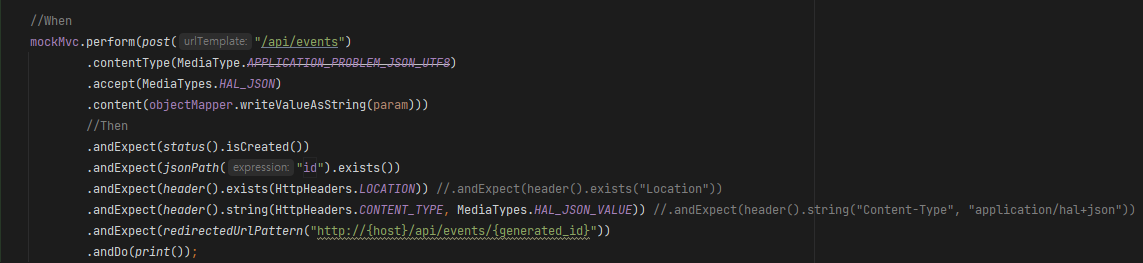 //When
mockMvc.perform(post( urlTemplate: "/api/events")
.contentType(MediaType.APPLICATION_PROBLEM_JSON_UTF8)
.accept(MediaTypes.HAL_JSON)
.content(objectMapper.writeValueAsString(param)))
//Then
.andExpect(status().isCreated())
.andExpect(jsonPath( expression: "id").exists())
.andExpect(header().exists(HttpHeaders.LOCATION)) //.andExpect(header().exists("Location"))
.andExpect(header().string(HttpHeaders.CONTENT_TYPE, MediaTypes.HAL_JSON_VALUE)) //.andExpect(header().string("Content-Type", "application/hal+json"))
.andExpect(redirectedUrlPattern("http://{host}/api/events/{generated_id}"))
.andDo(print());